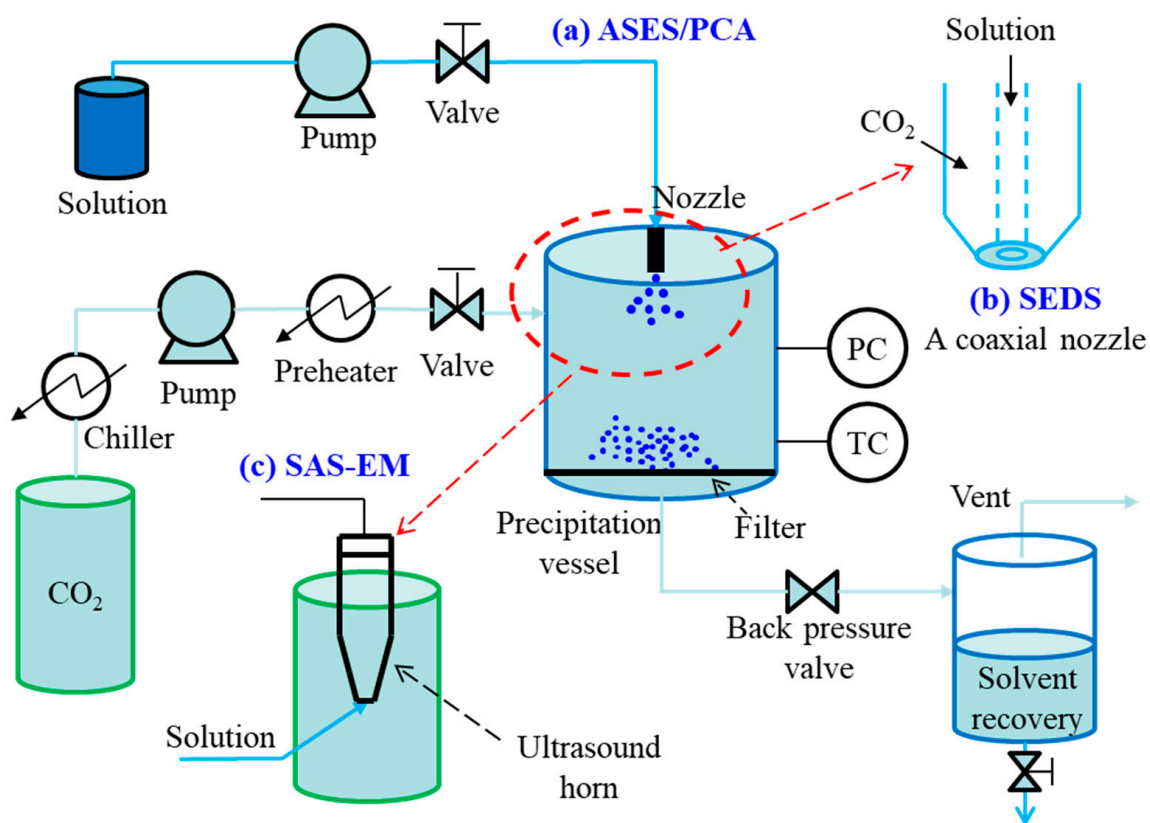 (a) ASES/PCA
Solution
Pump
Valve
Solution
CO₂
Nozzle
(b) SEDS
A coaxial nozzle
Pump
Preheater
Valve
Chiller
PC
TC
(c) SAS-EM
Precipitation
vessel
Filter
Vent
CO₂
Back pressure
valve
Solvent
recovery
Solution
Ultrasound
horn